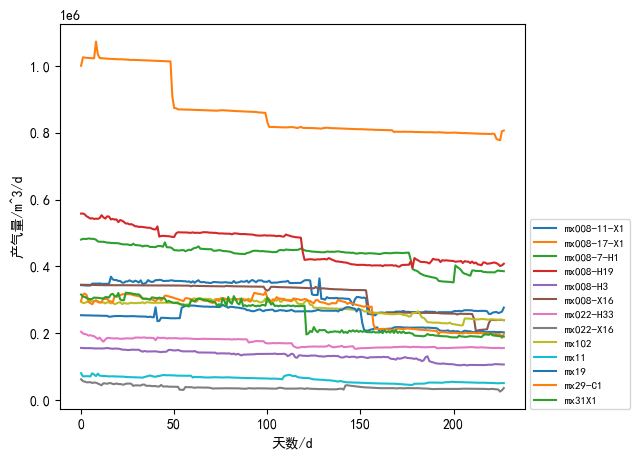 1e6
1.0
0.8
0.6
0.4
0.2
0.0
产气量/m^3/d
0
50
100
150
200
天数/d
mx008-11-X1
mx008-17-X1
mx008-7-H1
mx008-H19
mx008-H3
mx008-X16
mx022-H33
mx022-X16
mx102
mx11
mx19
mx29-C1
mx31X1